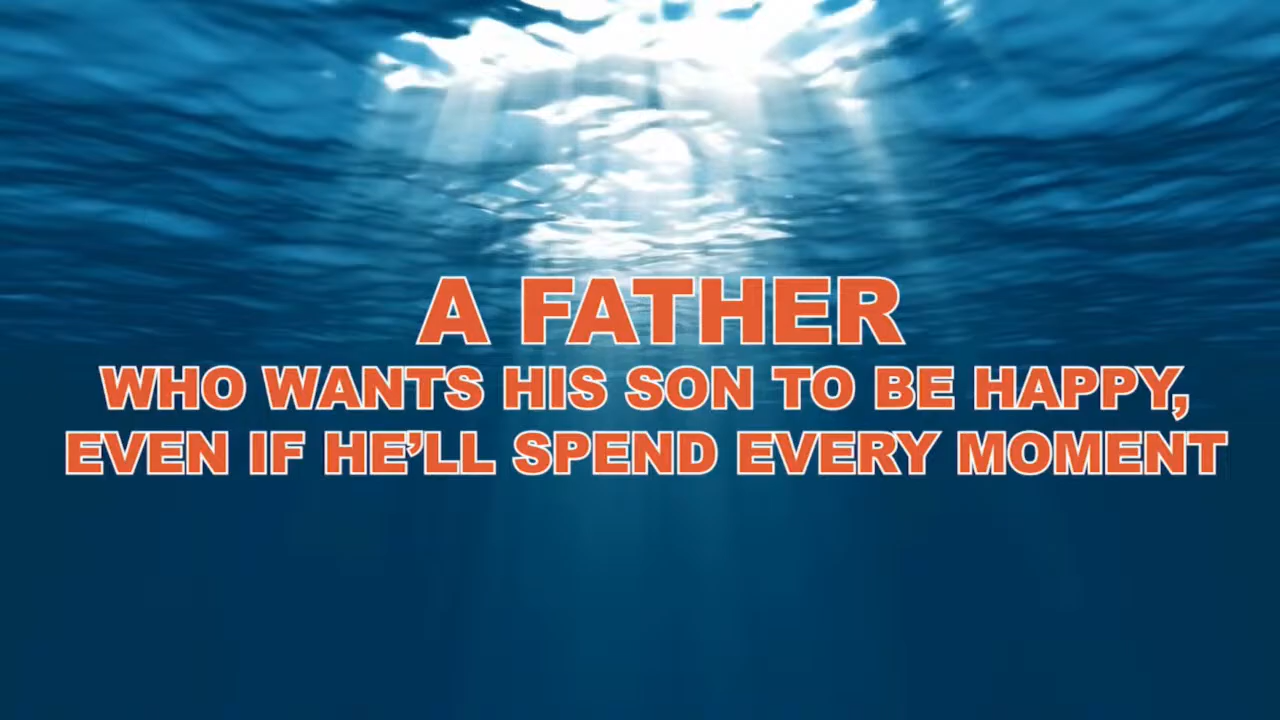 A FATHER
WHO WANTS HIS SON TO BE HAPPY,
EVEN IF HE’LL SPEND EVERY MOMENT